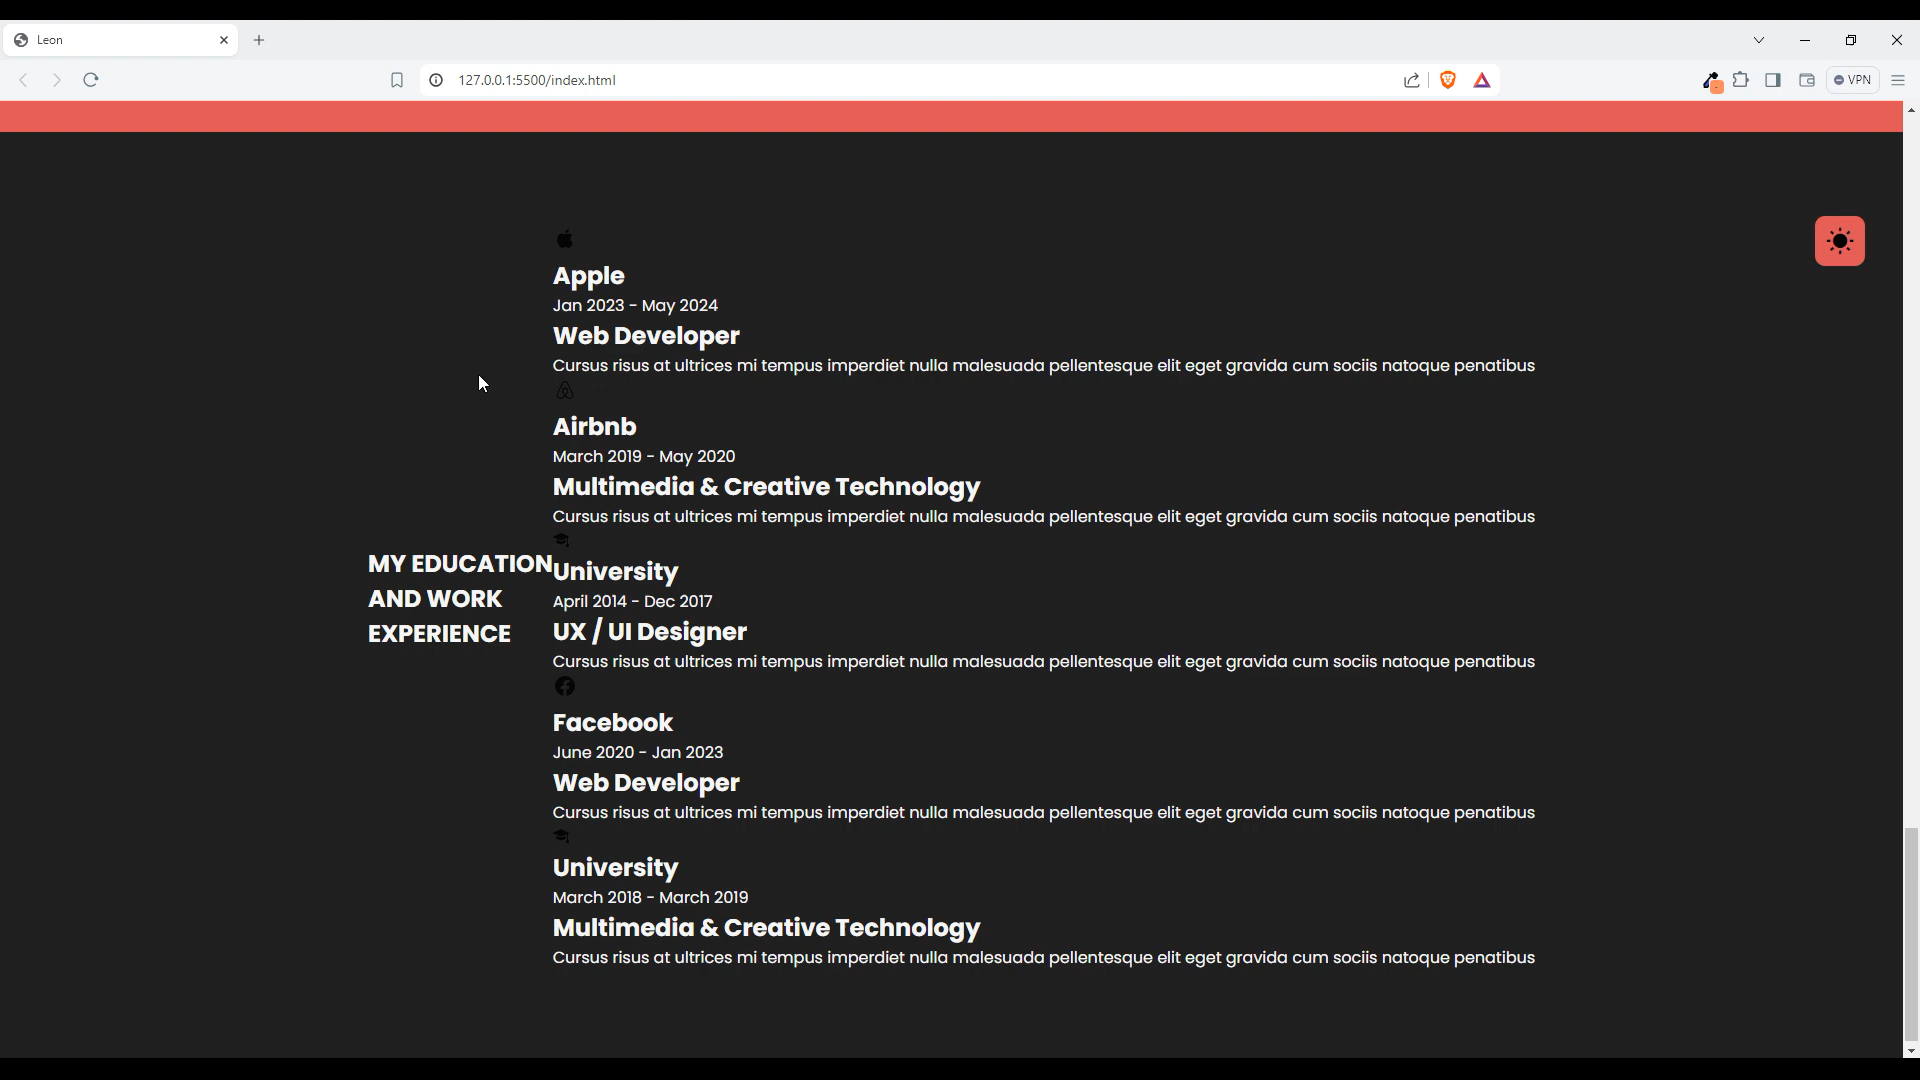 Leon
127.0.0.1:5500/index.html
VPN
Apple
Jan 2023 - May 2024
Web Developer
Cursus risus at ultrices mi tempus imperdiet nulla malesuada pellentesque elit eget gravida cum sociis natoque penatibus
Airbnb
March 2019 - May 2020
Multimedia & Creative Technology
Cursus risus at ultrices mi tempus imperdiet nulla malesuada pellentesque elit eget gravida cum sociis natoque penatibus
MY EDUCATION
AND WORK
EXPERIENCE
University
April 2014 - Dec 2017
UX / UI Designer
Cursus risus at ultrices mi tempus imperdiet nulla malesuada pellentesque elit eget gravida cum sociis natoque penatibus
Facebook
June 2020 - Jan 2023
Web Developer
Cursus risus at ultrices mi tempus imperdiet nulla malesuada pellentesque elit eget gravida cum sociis natoque penatibus
University
March 2018 - March 2019
Multimedia & Creative Technology
Cursus risus at ultrices mi tempus imperdiet nulla malesuada pellentesque elit eget gravida cum sociis natoque penatibus